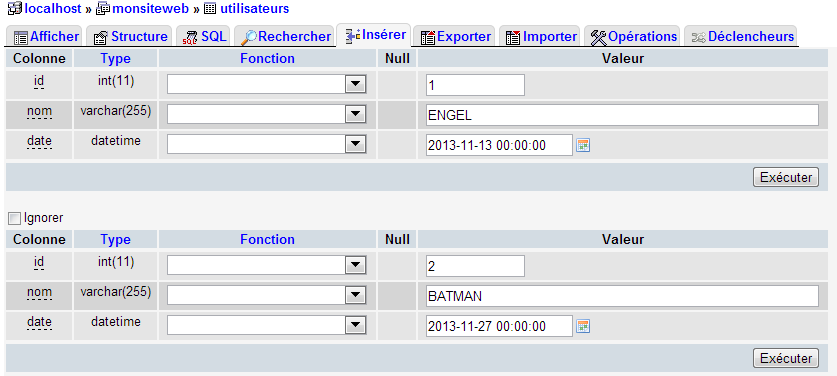 localhost » monsiteweb » utilisateurs
Afficher Structure SQL Rechercher Insérer Exporter Importer Opérations Déclencheurs
Colonne Type Fonction Null Valeur
id int(11) 1
nom varchar(255) ENGEL
date datetime 2013-11-13 00:00:00
Exécuter
Ignorer
Colonne Type Fonction Null Valeur
id int(11) 2
nom varchar(255) BATMAN
date datetime 2013-11-27 00:00:00
Exécuter